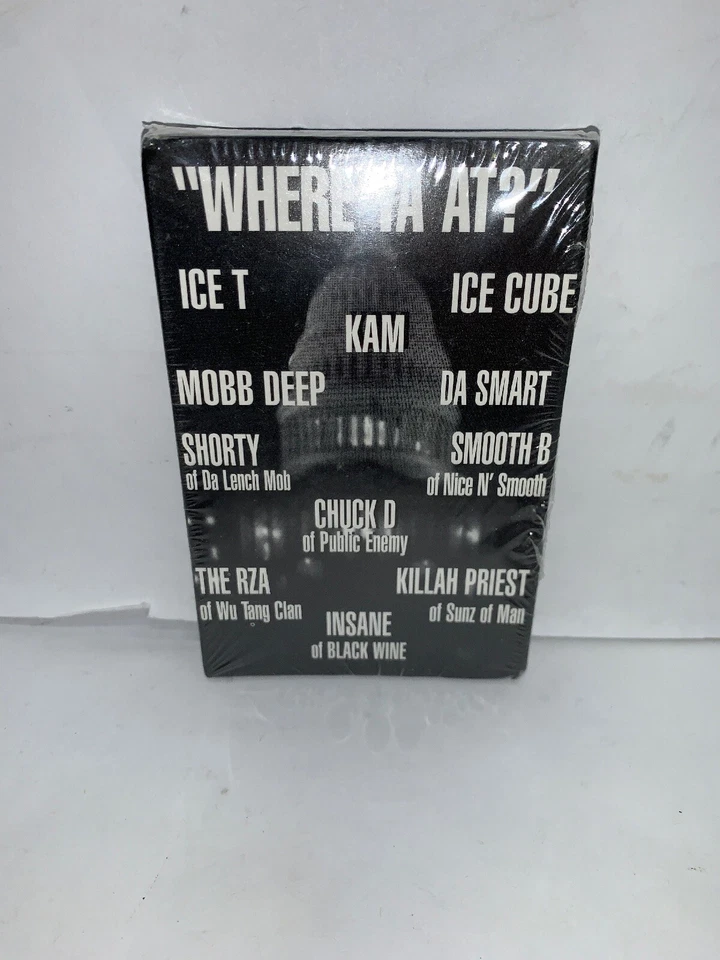 "WHERE YA AT?"
ICE T
ICE CUBE
KAM
MOBB DEEP
DA SMART
SHORTY
of Da Lench Mob
SMOOTH B
of Nice N' Smooth
CHUCK D
of Public Enemy
THE RZA
of Wu Tang Clan
KILLAH PRIEST
of Sunz of Man
INSANE
of BLACK WINE